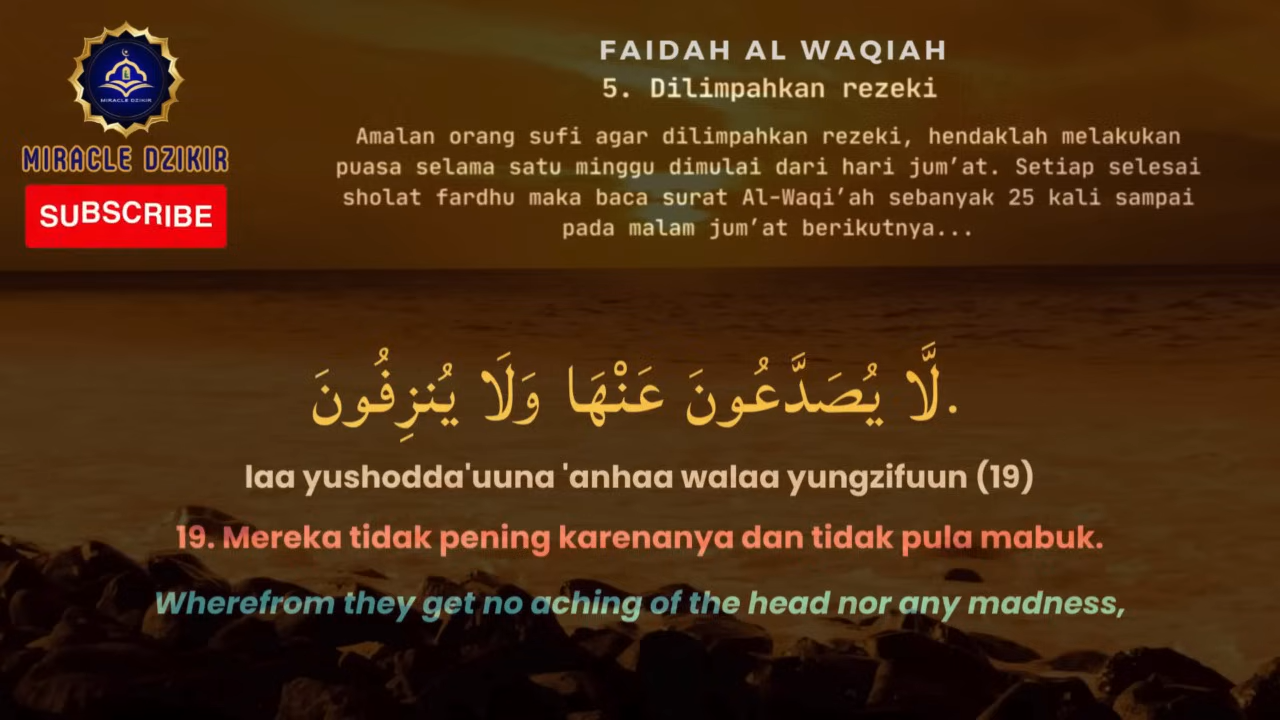 MIRACLE DZIKIR
MIRACLE DZIKIR
SUBSCRIBE
FAIDAH AL WAQIAH
5. Dilimpahkan rezeki
Amalan orang sufi agar dilimpahkan rezeki, hendaklah melakukan
puasa selama satu minggu dimulai dari hari jum’at. Setiap selesai
sholat fardhu maka baca surat Al-Waqi’ah sebanyak 25 kali sampai
pada malam jum’at berikutnya...
.لَّا يُصَدَّعُونَ عَنْهَا وَلَا يُنزِفُونَ
laa yushodda'uuna 'anhaa walaa yungzifuun (19)
19. Mereka tidak pening karenanya dan tidak pula mabuk.
Wherefrom they get no aching of the head nor any madness,